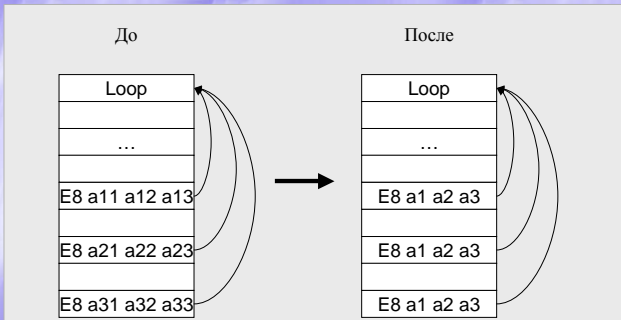 До
После
Loop
Loop
...
...
E8 a11 a12 a13
E8 a1 a2 a3
E8 a21 a22 a23
E8 a1 a2 a3
E8 a31 a32 a33
E8 a1 a2 a3